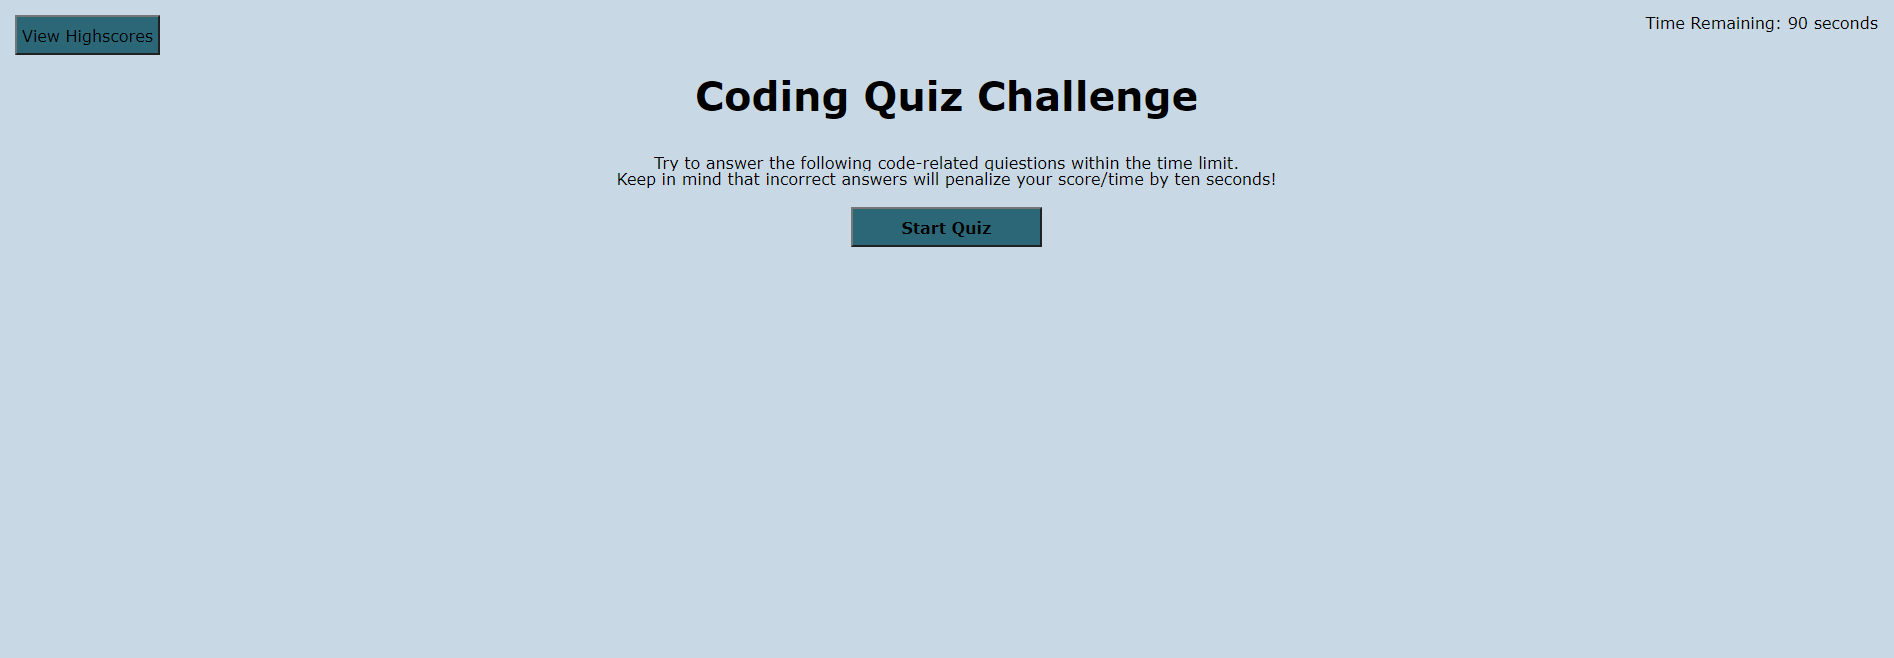 View Highscores
Time Remaining: 90 seconds
Coding Quiz Challenge
Try to answer the following code-related quiestions within the time limit.
Keep in mind that incorrect answers will penalize your score/time by ten seconds!
Start Quiz